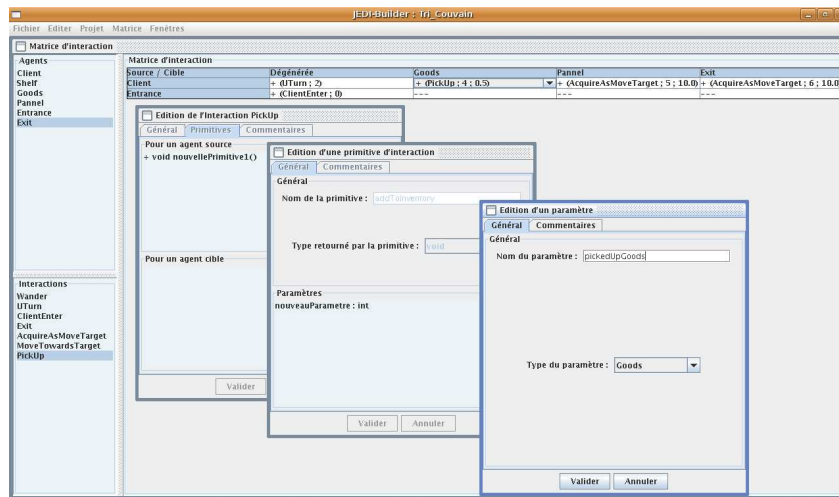 JEDI-Builder : Tri_Couvain
Fichier Editer Projet Matrice Fenêtres
Matrice d'interaction
Agents
Client
Shelf
Goods
Pannel
Entrance
Exit
Matrice d'interaction
Source / Cible Dégénérée Goods Pannel Exit
Client + (UTurn ; 2) + (PickUp ; 4 ; 0.5) + (AcquireAsMoveTarget ; 5 ; 10.0) + (AcquireAsMoveTarget ; 6 ; 10.0)
Entrance + (ClientEnter ; 0) --- --- ---
Edition de l'Interaction PickUp
Général Primitives Commentaires
Pour un agent source
+ void nouvellePrimitive1()
Pour un agent cible
Valider
Edition d'une primitive d'interaction
Général Commentaires
Général
Nom de la primitive : addToInventory
Type retourné par la primitive : void
Paramètres
nouveauParametre : int
Valider Annuler
Edition d'un paramètre
Général Commentaires
Général
Nom du paramètre : pickedUpGoods
Type du paramètre : Goods
Valider Annuler
Interactions
Wander
UTurn
ClientEnter
Exit
AcquireAsMoveTarget
MoveTowardsTarget
PickUp